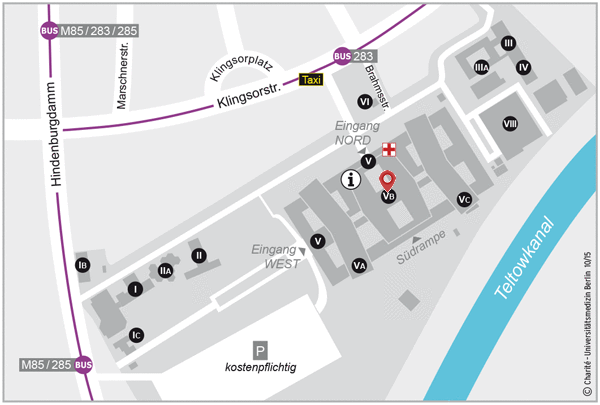 BUS M85 / 283 / 285
Marschnerstr.
Klingsorplatz
BUS 283
Taxi
Klingsorstr.
Brahmsstr.
Hindenburgdamm
III
IIIA
IV
VI
VIII
Eingang
NORD
V
i
VB
VC
V
VA
Eingang
WEST
Südrampe
Teltowkanal
IB
II
IIA
I
IC
M85 / 285 BUS
P
kostenpflichtig
© Charité - Universitätsmedizin Berlin 10/15